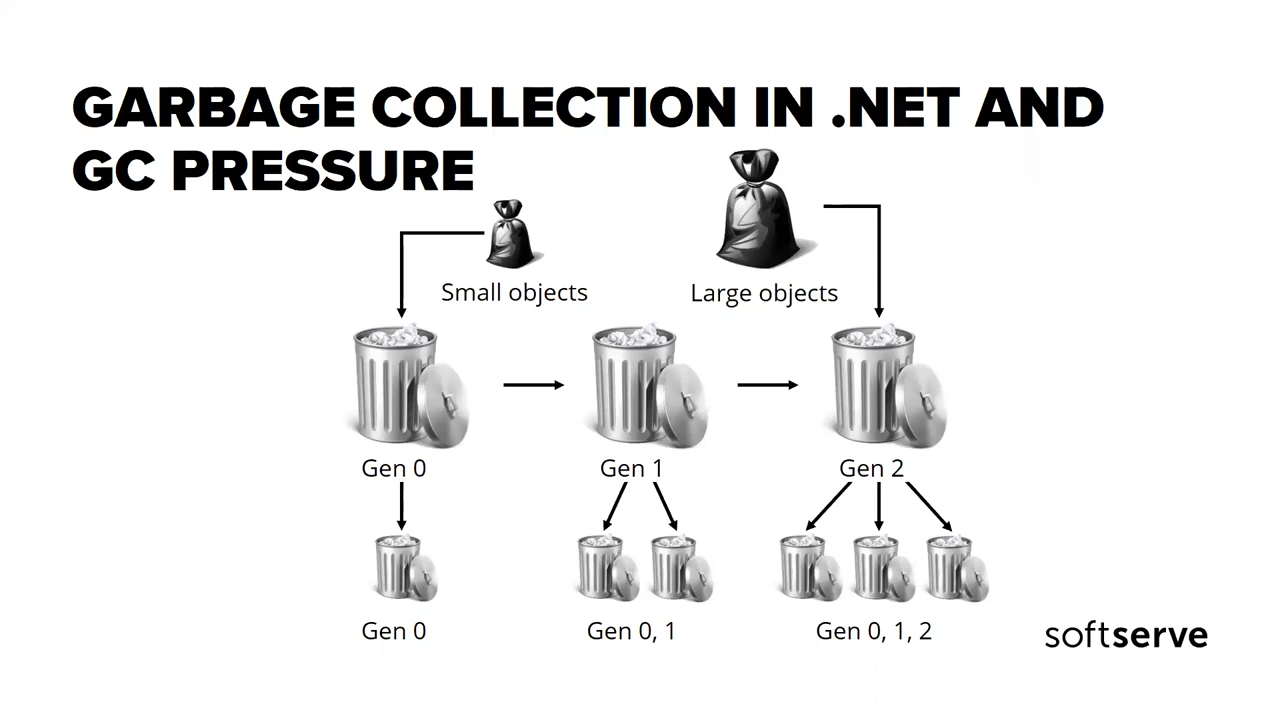 GARBAGE COLLECTION IN .NET AND
GC PRESSURE
Small objects
Large objects
Gen 0
Gen 1
Gen 2
Gen 0
Gen 0, 1
Gen 0, 1, 2
softserve